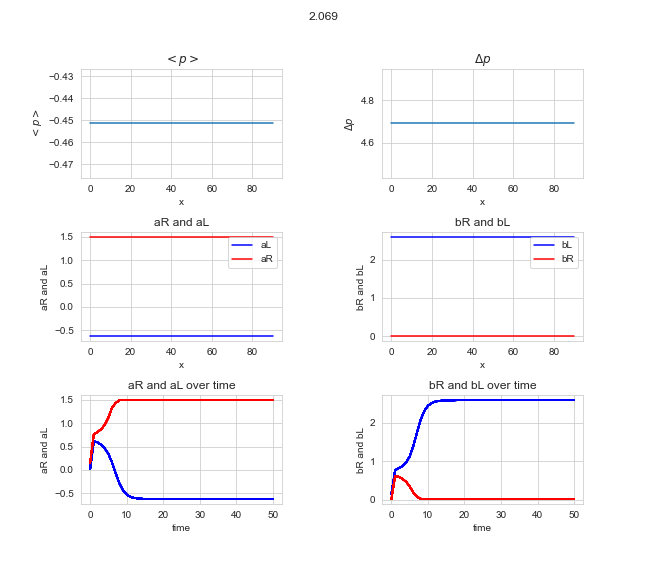 2.069
< p >
Δp
−0.43
−0.44
−0.45
−0.46
−0.47
< p >
0 20 40 60 80
x
4.8
4.6
Δp
0 20 40 60 80
x
aR and aL
1.5
1.0
0.5
0.0
−0.5
aR and aL
aL
aR
0 20 40 60 80
x
bR and bL
2
1
0
bR and bL
bL
bR
0 20 40 60 80
x
aR and aL over time
1.5
1.0
0.5
0.0
−0.5
aR and aL
0 10 20 30 40 50
time
bR and bL over time
2
1
0
bR and bL
0 10 20 30 40 50
time